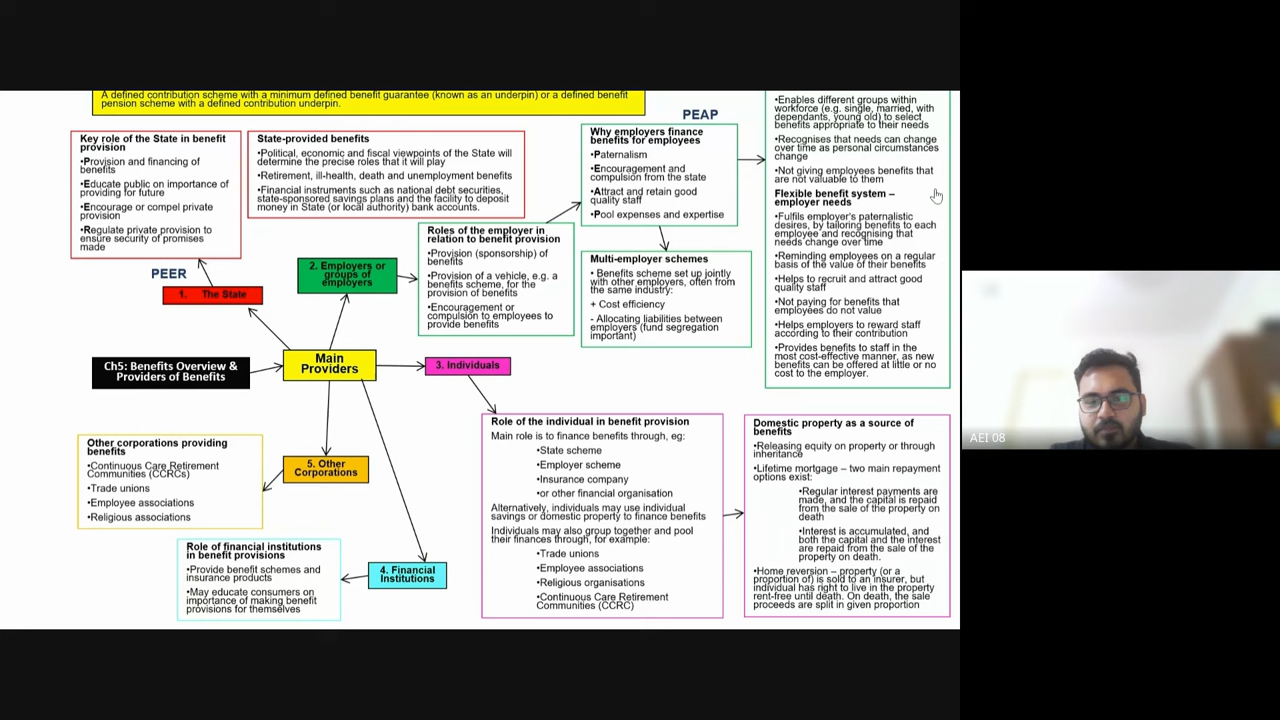 A defined contribution scheme with a minimum defined benefit guarantee (known as an underpin) or a defined benefit
pension scheme with a defined contribution underpin.
PEAP
Key role of the State in benefit
provision
•Provision and financing of
benefits
•Educate public on importance of
providing for future
•Encourage or compel private
provision
•Regulate private provision to
ensure security of promises
made
State-provided benefits
•Political, economic and fiscal viewpoints of the State will
determine the precise roles that it will play
•Retirement, ill-health, death and unemployment benefits
•Financial instruments such as national debt securities,
state-sponsored savings plans and the facility to deposit
money in State (or local authority) bank accounts.
Why employers finance
benefits for employees
•Paternalism
•Encouragement and
compulsion from the state
•Attract and retain good
quality staff
•Pool expenses and expertise
•Enables different groups within
workforce (e.g. single, married, with
dependants, young old) to select
benefits appropriate to their needs
•Recognises that needs can change
over time as personal circumstances
change
•Not giving employees benefits that
are not valuable to them
Flexible benefit system –
employer needs
•Fulfils employer's paternalistic
desires, by tailoring benefits to each
employee and recognising that
needs change over time
•Reminding employees on a regular
basis of the value of their benefits
•Helps to recruit and attract good
quality staff
•Not paying for benefits that
employees do not value
•Helps employers to reward staff
according to their contribution
•Provides benefits to staff in the
most cost-effective manner, as new
benefits can be offered at little or no
cost to the employer.
Roles of the employer in
relation to benefit provision
•Provision (sponsorship) of
benefits
•Provision of a vehicle, e.g. a
benefits scheme, for the
provision of benefits
•Encouragement or
compulsion to employees to
provide benefits
Multi-employer schemes
• Benefits scheme set up jointly
with other employers, often from
the same industry:
+ Cost efficiency
- Allocating liabilities between
employers (fund segregation
important)
PEER
1. The State
2. Employers or
groups of
employers
Ch5: Benefits Overview &
Providers of Benefits
Main
Providers
3. Individuals
Other corporations providing
benefits
•Continuous Care Retirement
Communities (CCRCs)
•Trade unions
•Employee associations
•Religious associations
5. Other
Corporations
Role of the individual in benefit provision
Main role is to finance benefits through, eg:
•State scheme
•Employer scheme
•Insurance company
•or other financial organisation
Alternatively, individuals may use individual
savings or domestic property to finance benefits
Individuals may also group together and pool
their finances through, for example:
•Trade unions
•Employee associations
•Religious organisations
•Continuous Care Retirement
Communities (CCRC)
Domestic property as a source of
benefits
•Releasing equity on property or through
inheritance
•Lifetime mortgage – two main repayment
options exist:
•Regular interest payments are
made, and the capital is repaid
from the sale of the property on
death
•Interest is accumulated, and
both the capital and the interest
are repaid from the sale of the
property on death.
•Home reversion – property (or a
proportion of) is sold to an insurer, but
individual has right to live in the property
rent-free until death. On death, the sale
proceeds are split in given proportion
Role of financial institutions
in benefit provisions
•Provide benefit schemes and
insurance products
•May educate consumers on
importance of making benefit
provisions for themselves
4. Financial
Institutions
AEI 08